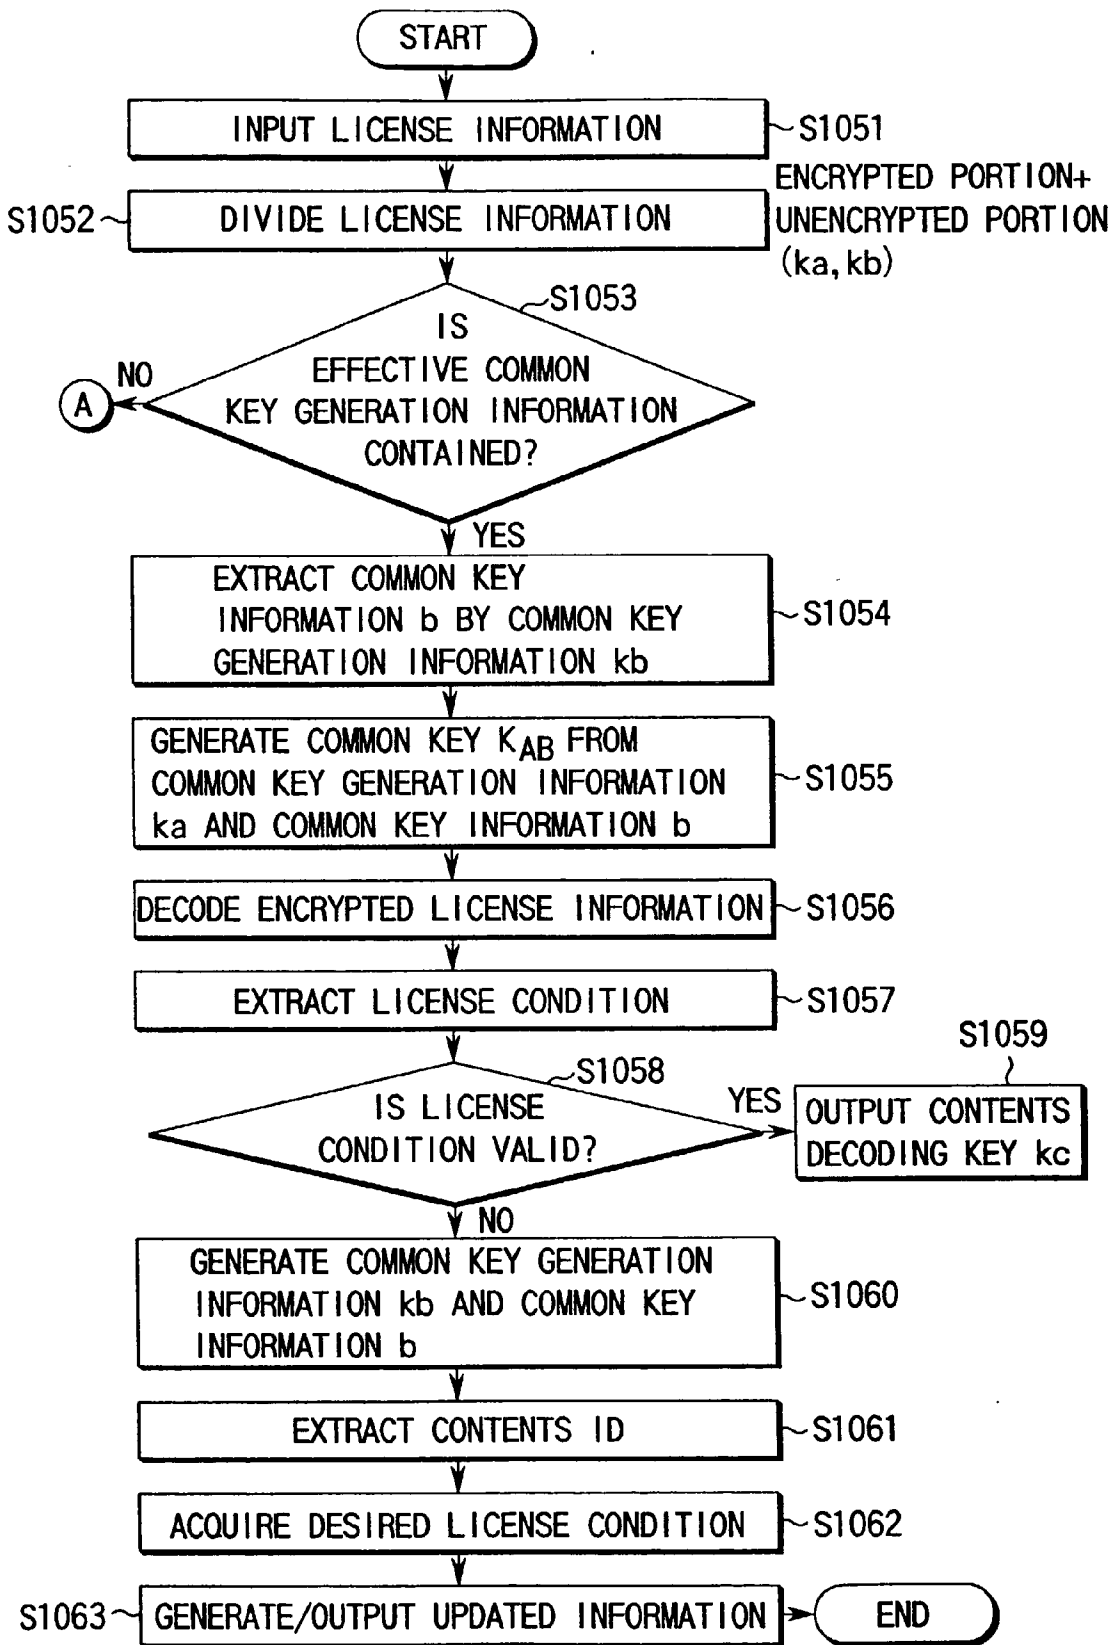 START
INPUT LICENSE INFORMATION
S1051
S1052
DIVIDE LICENSE INFORMATION
ENCRYPTED PORTION+
UNENCRYPTED PORTION
(ka, kb)
S1053
IS
EFFECTIVE COMMON
KEY GENERATION INFORMATION
CONTAINED?
NO
A
YES
EXTRACT COMMON KEY
INFORMATION b BY COMMON KEY
GENERATION INFORMATION kb
S1054
GENERATE COMMON KEY KAB FROM
COMMON KEY GENERATION INFORMATION
ka AND COMMON KEY INFORMATION b
S1055
DECODE ENCRYPTED LICENSE INFORMATION
S1056
EXTRACT LICENSE CONDITION
S1057
S1058
IS LICENSE
CONDITION VALID?
YES
S1059
OUTPUT CONTENTS
DECODING KEY kc
NO
GENERATE COMMON KEY GENERATION
INFORMATION kb AND COMMON KEY
INFORMATION b
S1060
EXTRACT CONTENTS ID
S1061
ACQUIRE DESIRED LICENSE CONDITION
S1062
S1063
GENERATE/OUTPUT UPDATED INFORMATION
END